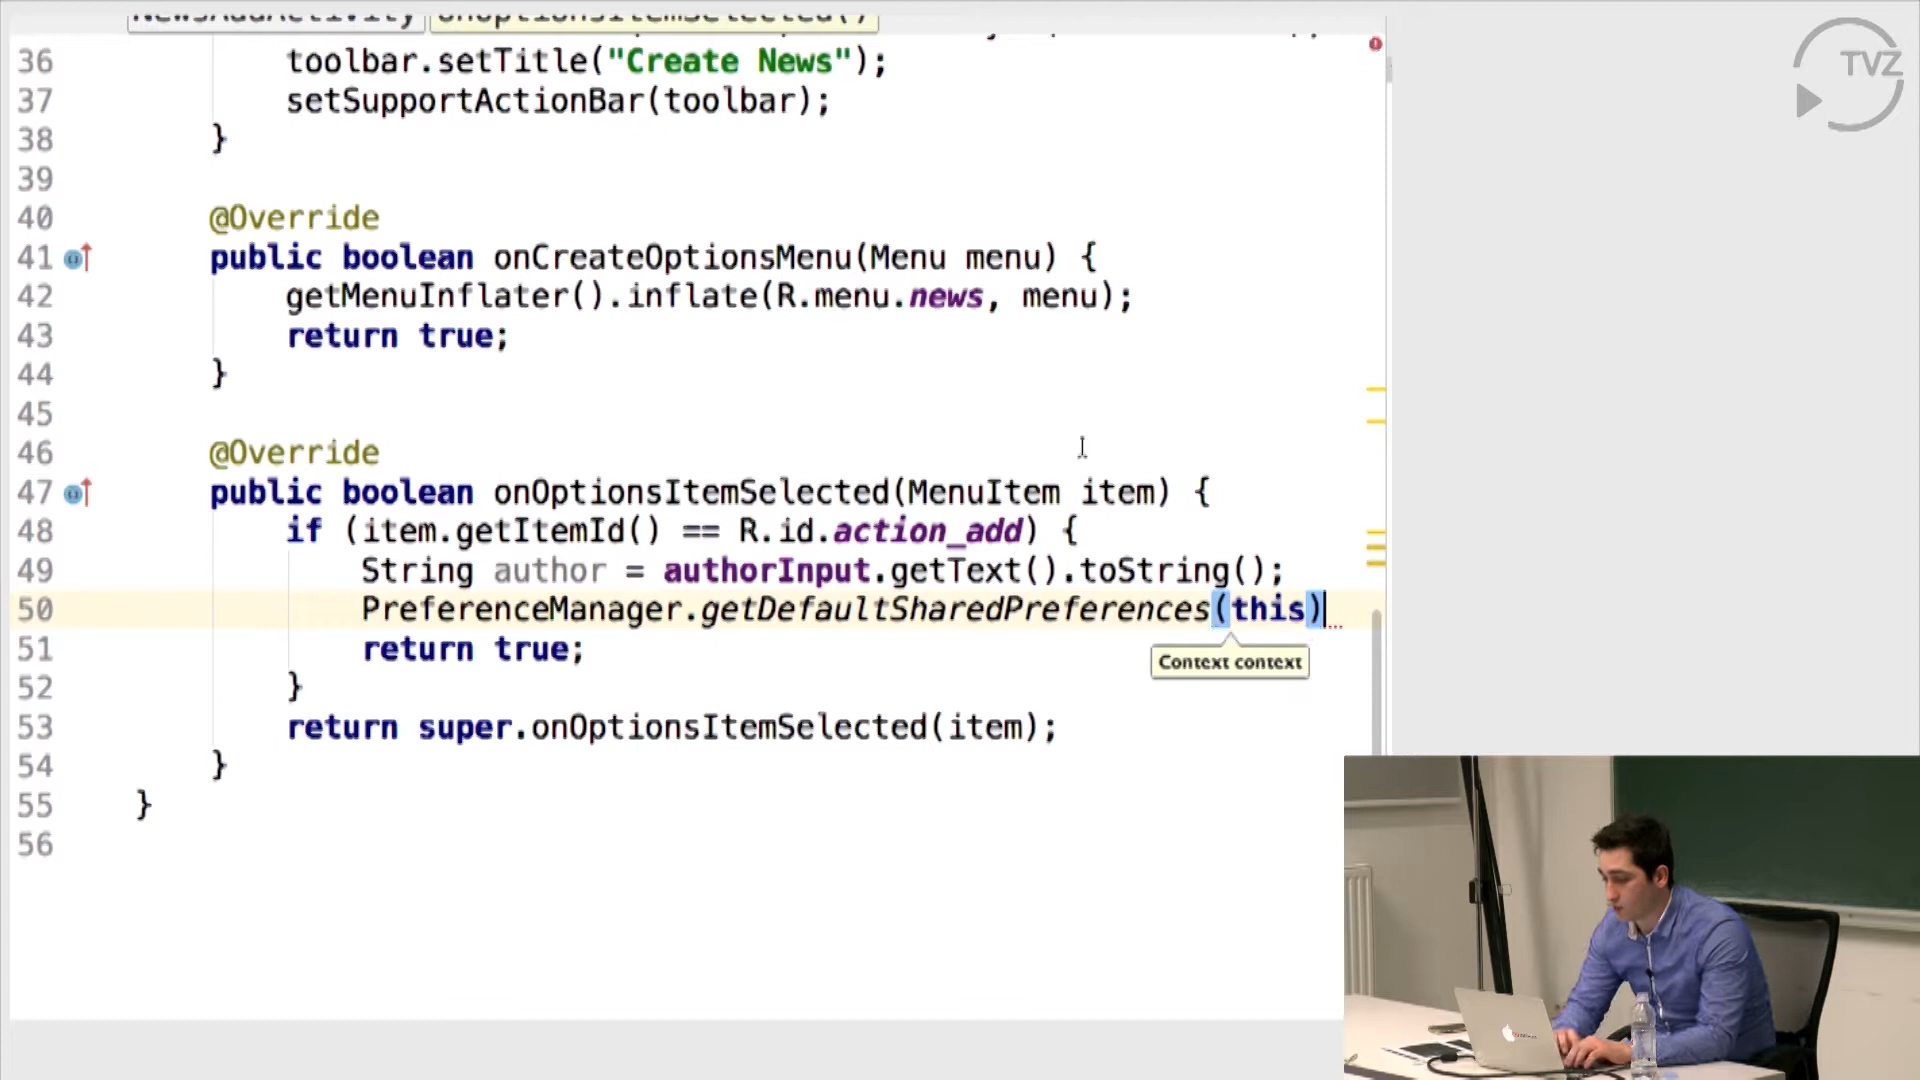 NewsAddActivity onOptionsItemSelected()
36 toolbar.setTitle("Create News");
37 setSupportActionBar(toolbar);
38 }
39
40 @Override
41 public boolean onCreateOptionsMenu(Menu menu) {
42 getMenuInflater().inflate(R.menu.news, menu);
43 return true;
44 }
45
46 @Override
47 public boolean onOptionsItemSelected(MenuItem item) {
48 if (item.getItemId() == R.id.action_add) {
49 String author = authorInput.getText().toString();
50 PreferenceManager.getDefaultSharedPreferences(this)
51 return true;
Context context
52 }
53 return super.onOptionsItemSelected(item);
54 }
55 }
56
TVZ